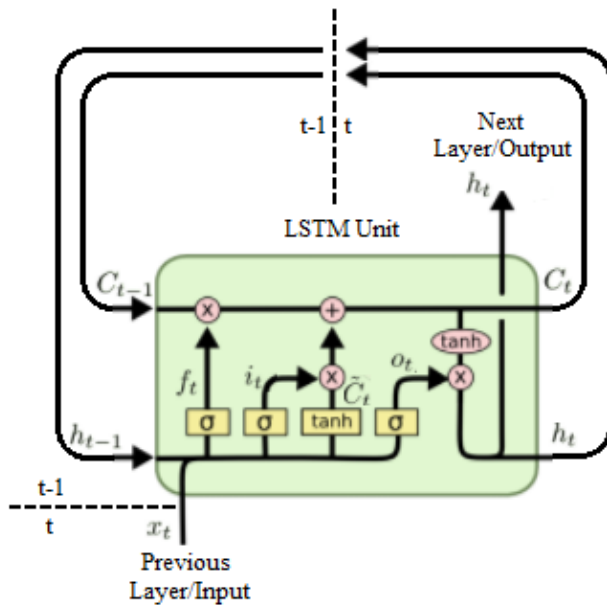 t-1 t
Next
Layer/Output
h_t
LSTM Unit
C_{t-1}
C_t
x
+
tanh
f_t
i_t
x
C̃_t
o_t.
x
σ
σ
tanh
σ
h_{t-1}
h_t
t-1
t
x_t
Previous
Layer/Input